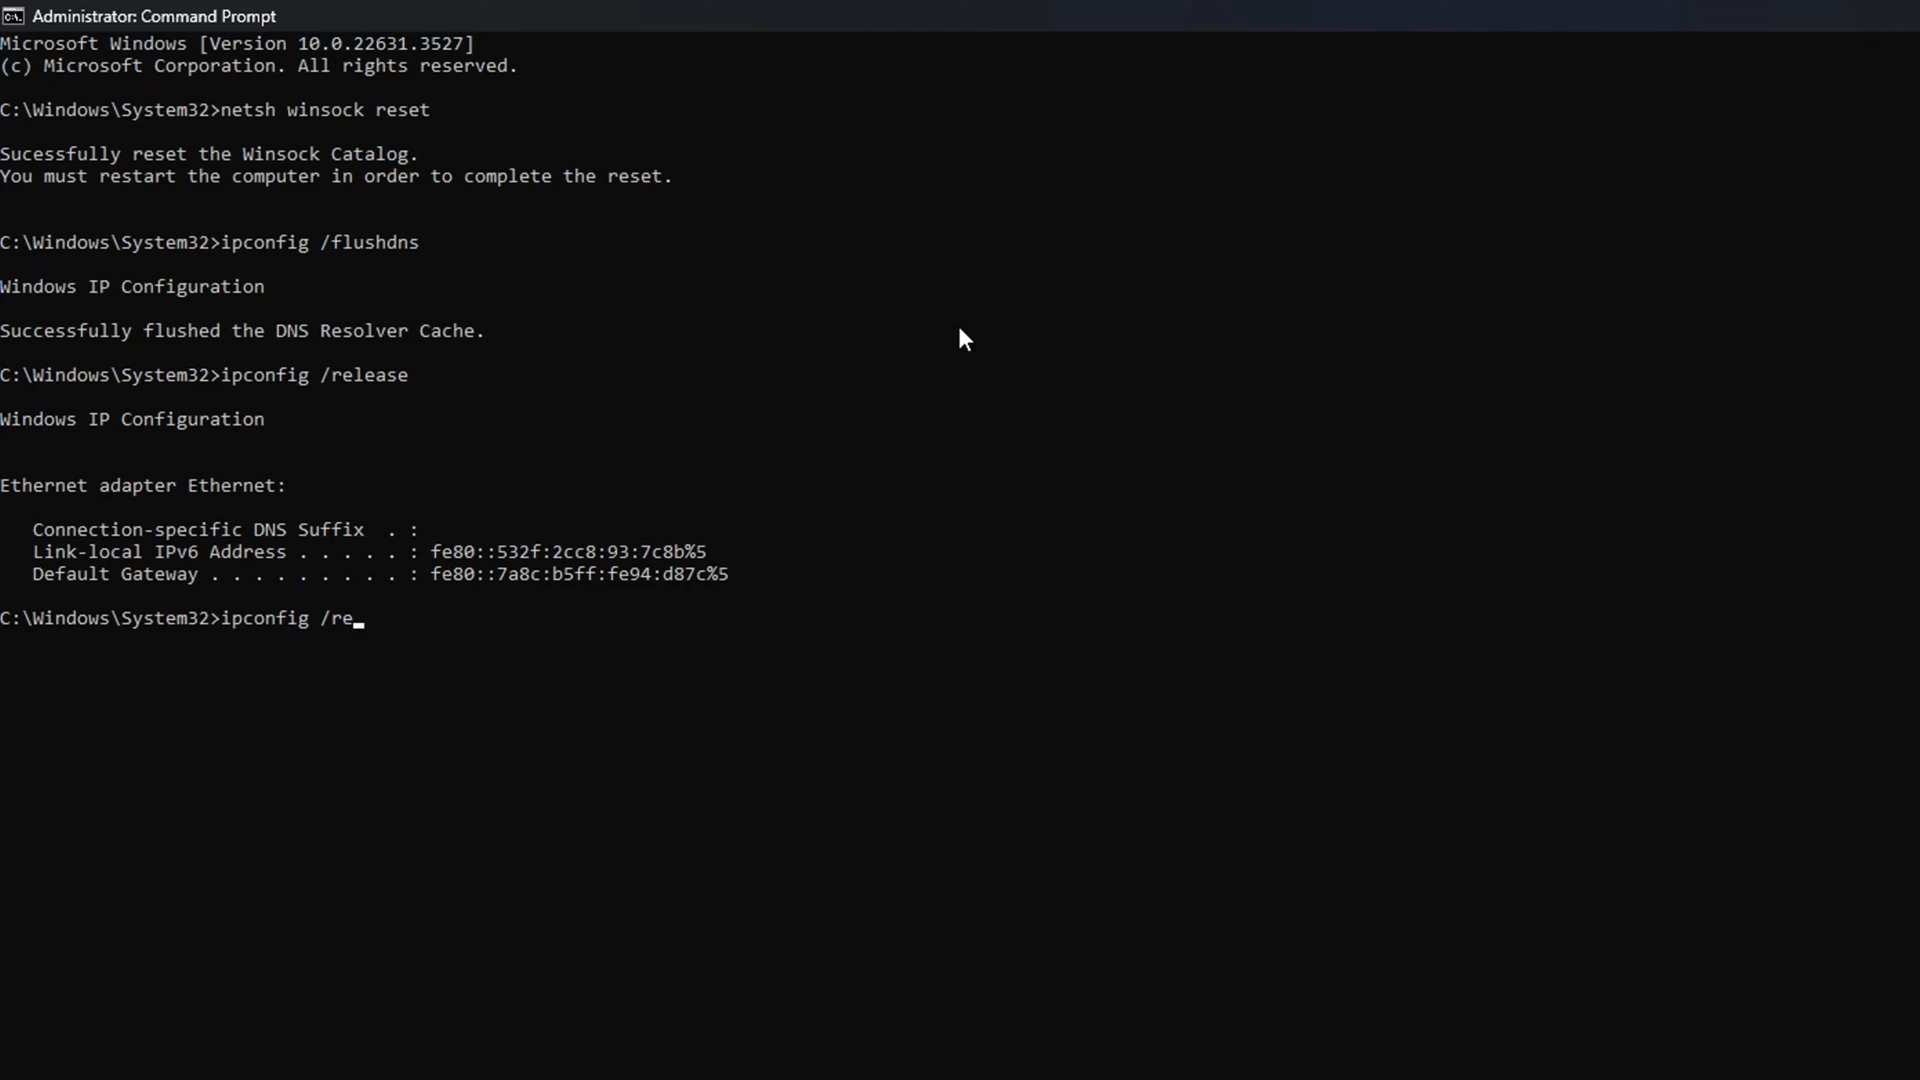 Administrator: Command Prompt
Microsoft Windows [Version 10.0.22631.3527]
(c) Microsoft Corporation. All rights reserved.
C:\Windows\System32>netsh winsock reset
Sucessfully reset the Winsock Catalog.
You must restart the computer in order to complete the reset.
C:\Windows\System32>ipconfig /flushdns
Windows IP Configuration
Successfully flushed the DNS Resolver Cache.
C:\Windows\System32>ipconfig /release
Windows IP Configuration
Ethernet adapter Ethernet:
Connection-specific DNS Suffix  . :
Link-local IPv6 Address . . . . . : fe80::532f:2cc8:93:7c8b%5
Default Gateway . . . . . . . . . : fe80::7a8c:b5ff:fe94:d87c%5
C:\Windows\System32>ipconfig /re